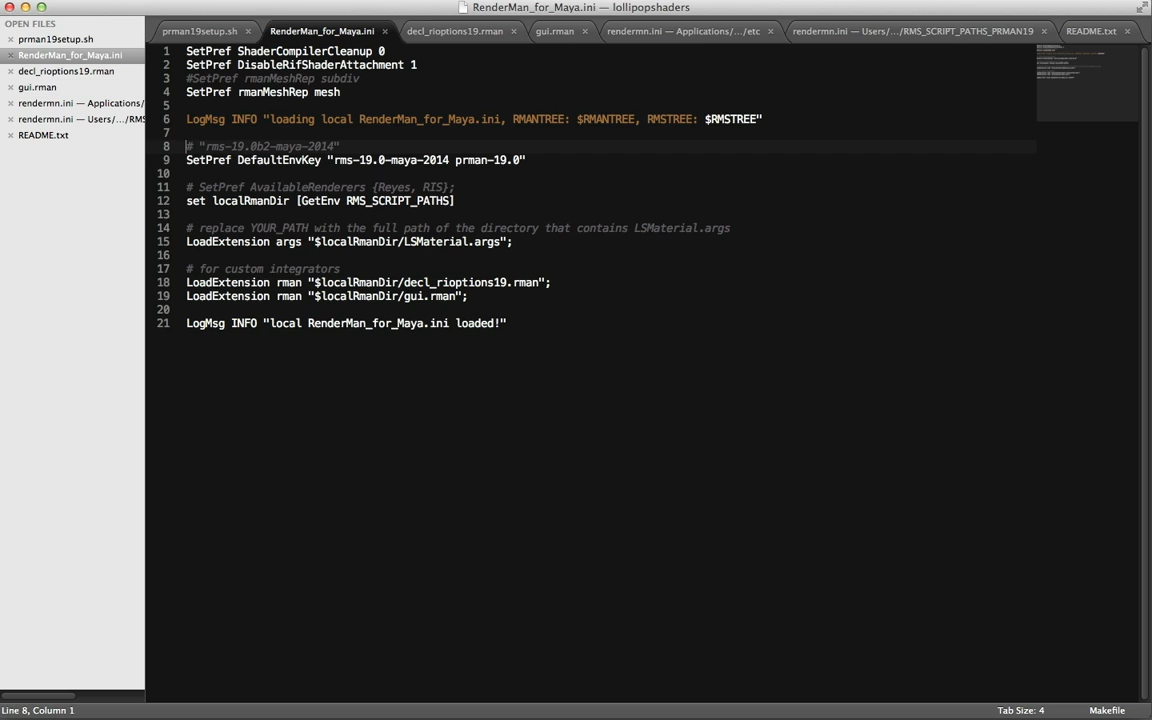 RenderMan_for_Maya.ini — lollipopshaders
OPEN FILES
prman19setup.sh
RenderMan_for_Maya.ini
decl_rioptions19.rman
gui.rman
rendermn.ini — Applications/
rendermn.ini — Users/.../RMS
README.txt
prman19setup.sh
RenderMan_for_Maya.ini
decl_rioptions19.rman
gui.rman
rendermn.ini — Applications/.../etc
rendermn.ini — Users/.../RMS_SCRIPT_PATHS_PRMAN19
README.txt
1 SetPref ShaderCompilerCleanup 0
2 SetPref DisableRifShaderAttachment 1
3 #SetPref rmanMeshRep subdiv
4 SetPref rmanMeshRep mesh
5
6 LogMsg INFO "loading local RenderMan_for_Maya.ini, RMANTREE: $RMANTREE, RMSTREE: $RMSTREE"
7
8 # "rms-19.0b2-maya-2014"
9 SetPref DefaultEnvKey "rms-19.0-maya-2014 prman-19.0"
10
11 # SetPref AvailableRenderers {Reyes, RIS};
12 set localRmanDir [GetEnv RMS_SCRIPT_PATHS]
13
14 # replace YOUR_PATH with the full path of the directory that contains LSMaterial.args
15 LoadExtension args "$localRmanDir/LSMaterial.args";
16
17 # for custom integrators
18 LoadExtension rman "$localRmanDir/decl_rioptions19.rman";
19 LoadExtension rman "$localRmanDir/gui.rman";
20
21 LogMsg INFO "local RenderMan_for_Maya.ini loaded!"
Line 8, Column 1
Tab Size: 4
Makefile